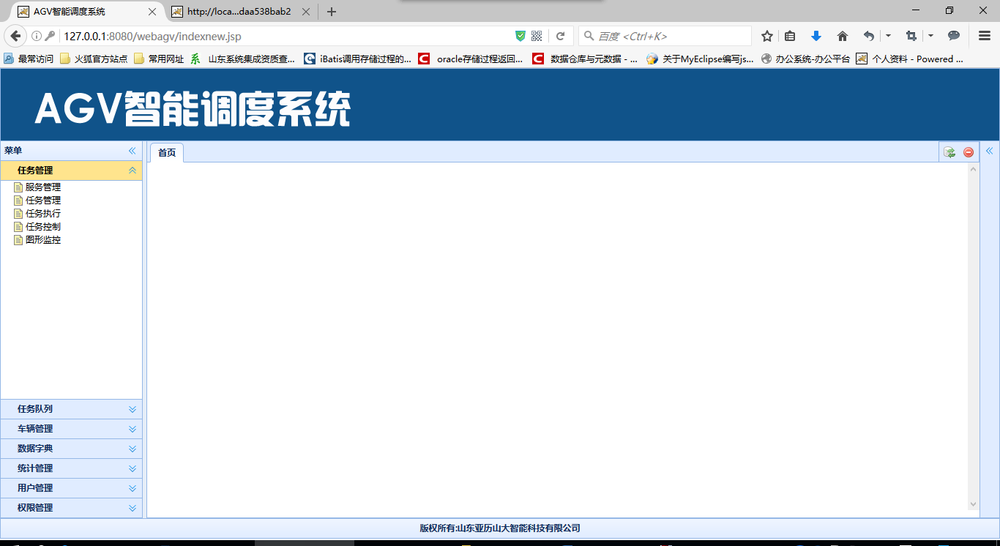 AGV智能调度系统
http://loca...daa538bab2
127.0.0.1:8080/webagv/indexnew.jsp
百度 <Ctrl+K>
最常访问 火狐官方站点 常用网址 山东系统集成资质查... iBatis调用存储过程的... oracle存储过程返回... 数据仓库与元数据 - ... 关于MyEclipse编写js... 办公系统-办公平台 个人资料 - Powered ...
AGV智能调度系统
菜单
首页
任务管理
服务管理
任务管理
任务执行
任务控制
图形监控
任务队列
车辆管理
数据字典
统计管理
用户管理
权限管理
版权所有:山东亚历山大智能科技有限公司